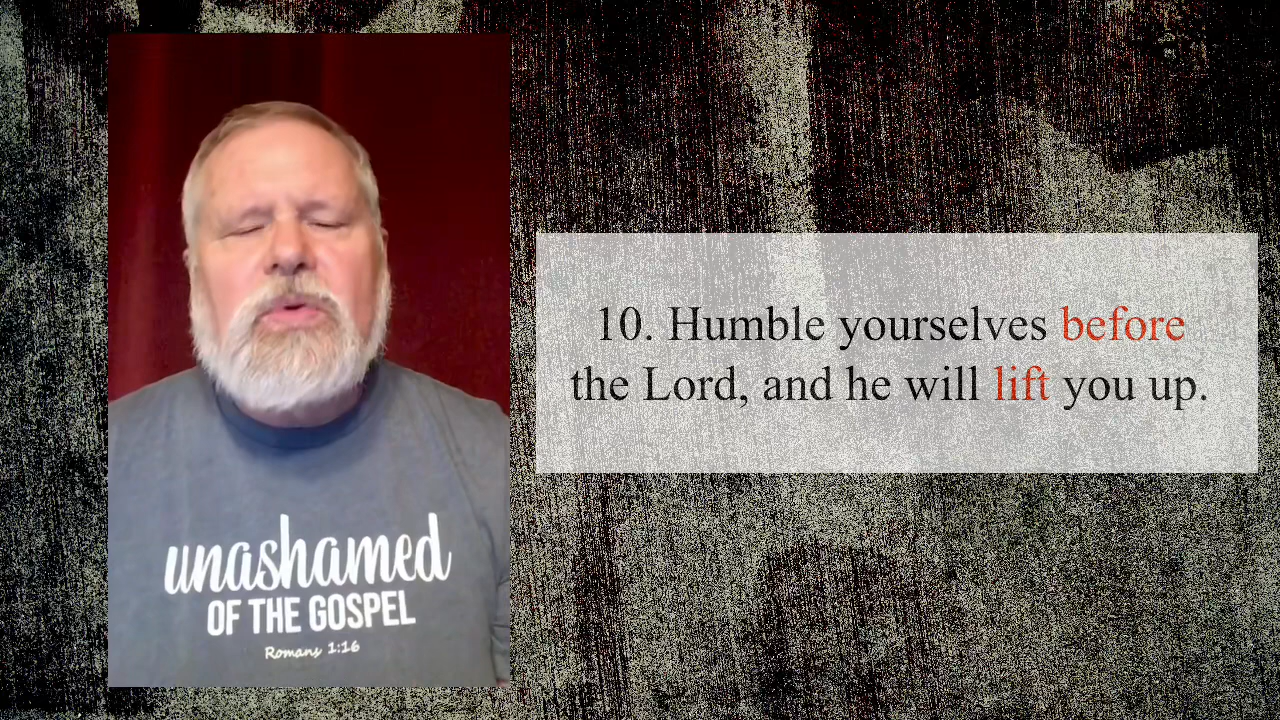 10. Humble yourselves before
the Lord, and he will lift you up.
unashamed
OF THE GOSPEL
Romans 1:16